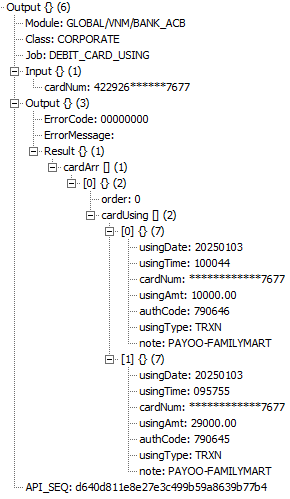 Output {} (6)
Module: GLOBAL/VNM/BANK_ACB
Class: CORPORATE
Job: DEBIT_CARD_USING
Input {} (1)
cardNum: 422926******7677
Output {} (3)
ErrorCode: 00000000
ErrorMessage:
Result {} (1)
cardArr [] (1)
[0] {} (2)
order: 0
cardUsing [] (2)
[0] {} (7)
usingDate: 20250103
usingTime: 100044
cardNum: ************7677
usingAmt: 10000.00
authCode: 790646
usingType: TRXN
note: PAYOO-FAMILYMART
[1] {} (7)
usingDate: 20250103
usingTime: 095755
cardNum: ************7677
usingAmt: 29000.00
authCode: 790645
usingType: TRXN
note: PAYOO-FAMILYMART
API_SEQ: d640d811e8e27e3c499b59a8639b77b4